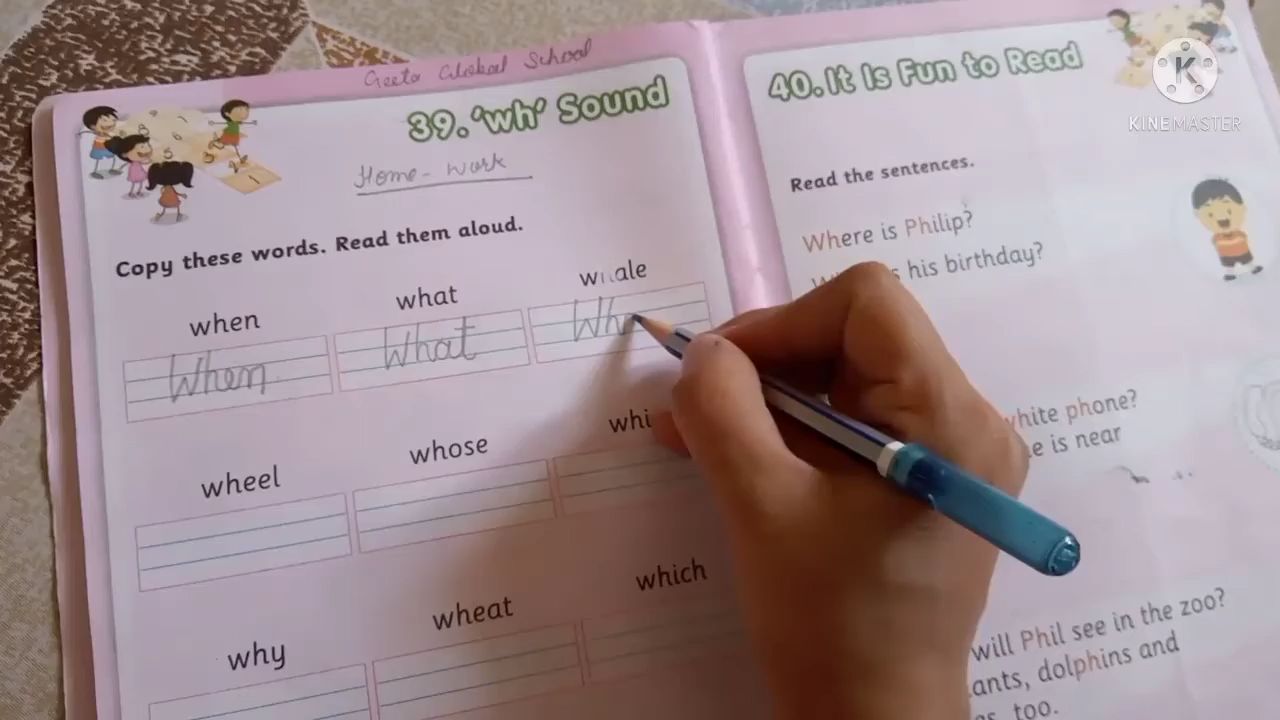 Geeta Global School
39. 'wh' Sound
Home-Work
Copy these words. Read them aloud.
when what whale
When What Wh
wheel whose whi
why wheat which
40. It Is Fun to Read
K
KINEMASTER
Read the sentences.
Where is Philip?
his birthday?
white phone?
is near
will Phil see in the zoo?
ants, dolphins and
too.